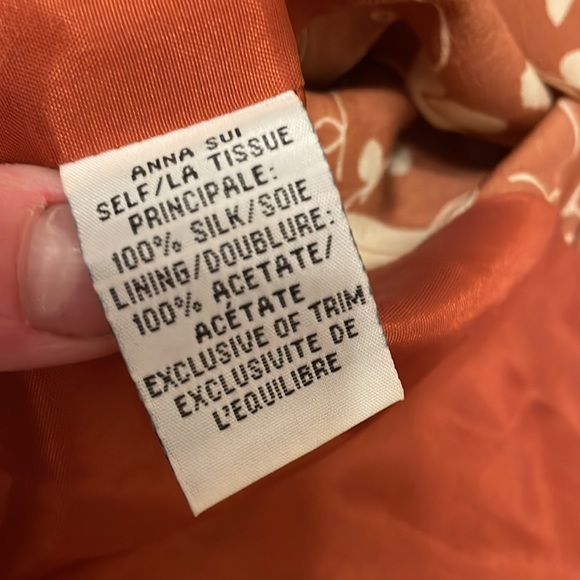 ANNA SUI
SELF/LA TISSUE
PRINCIPALE:
100% SILK/SOIE
LINING/DOUBLURE:
100% ACETATE/
ACÉTATE
EXCLUSIVE OF TRIM
EXCLUSIVITE DE
L'EQUILIBRE